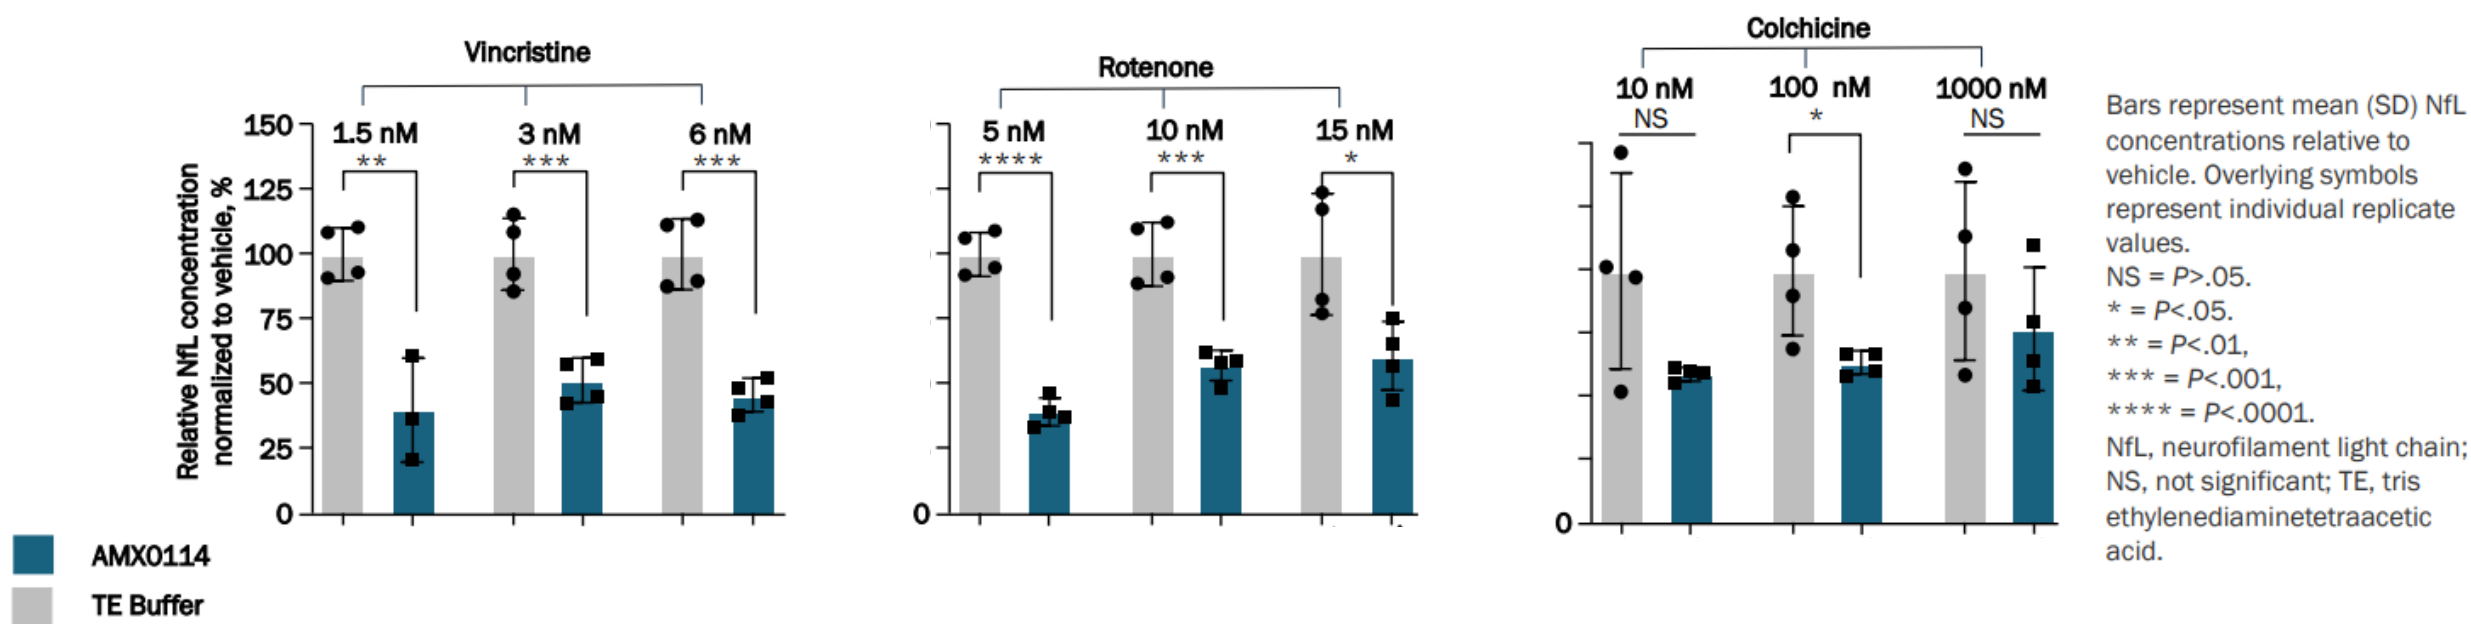 Vincristine
1.5 nM 3 nM 6 nM
** *** ***
Relative NfL concentration
normalized to vehicle, %
150
125
100
75
50
25
0
Rotenone
5 nM 10 nM 15 nM
**** *** *
0
Colchicine
10 nM 100 nM 1000 nM
NS * NS
0
AMX0114
TE Buffer
Bars represent mean (SD) NfL
concentrations relative to
vehicle. Overlying symbols
represent individual replicate
values.
NS = P>.05.
* = P<.05.
** = P<.01,
*** = P<.001,
**** = P<.0001.
NfL, neurofilament light chain;
NS, not significant; TE, tris
ethylenediaminetetraacetic
acid.